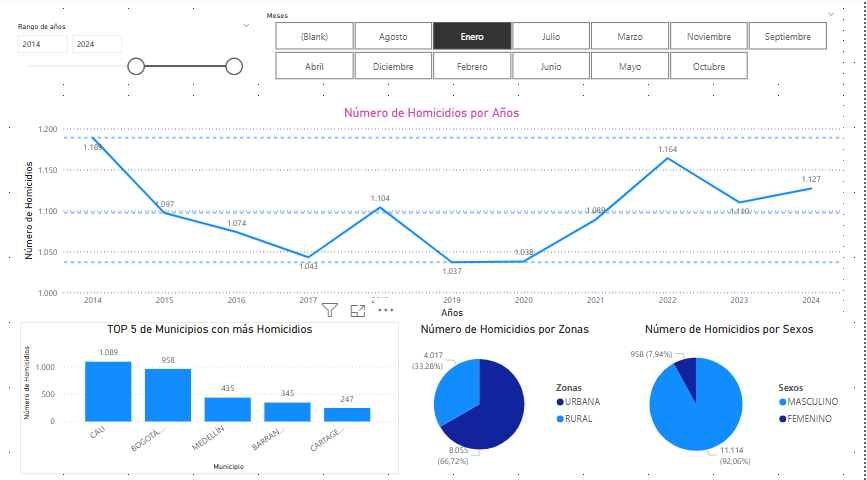 Rango de años
2014 2024
Meses
(Blank) Agosto Enero Julio Marzo Noviembre Septiembre
Abril Diciembre Febrero Junio Mayo Octubre
Número de Homicidios por Años
Número de Homicidios
1.200
1.150
1.100
1.050
1.000
1.189
1.097
1.074
1.043
1.104
1.037
1.038
1.089
1.164
1.110
1.127
2014 2015 2016 2017 2019 2020 2021 2022 2023 2024
Años
TOP 5 de Municipios con más Homicidios
Número de Homicidios
1.000
500
0
1.089
958
435
345
247
CALI
BOGOTÁ,...
MEDELLÍN
BARRAN...
CARTAGE...
Municipio
Número de Homicidios por Zonas
4.017
(33,28%)
8.055
(66,72%)
Zonas
URBANA
RURAL
Número de Homicidios por Sexos
958 (7,94%)
11.114
(92,06%)
Sexos
MASCULINO
FEMENINO